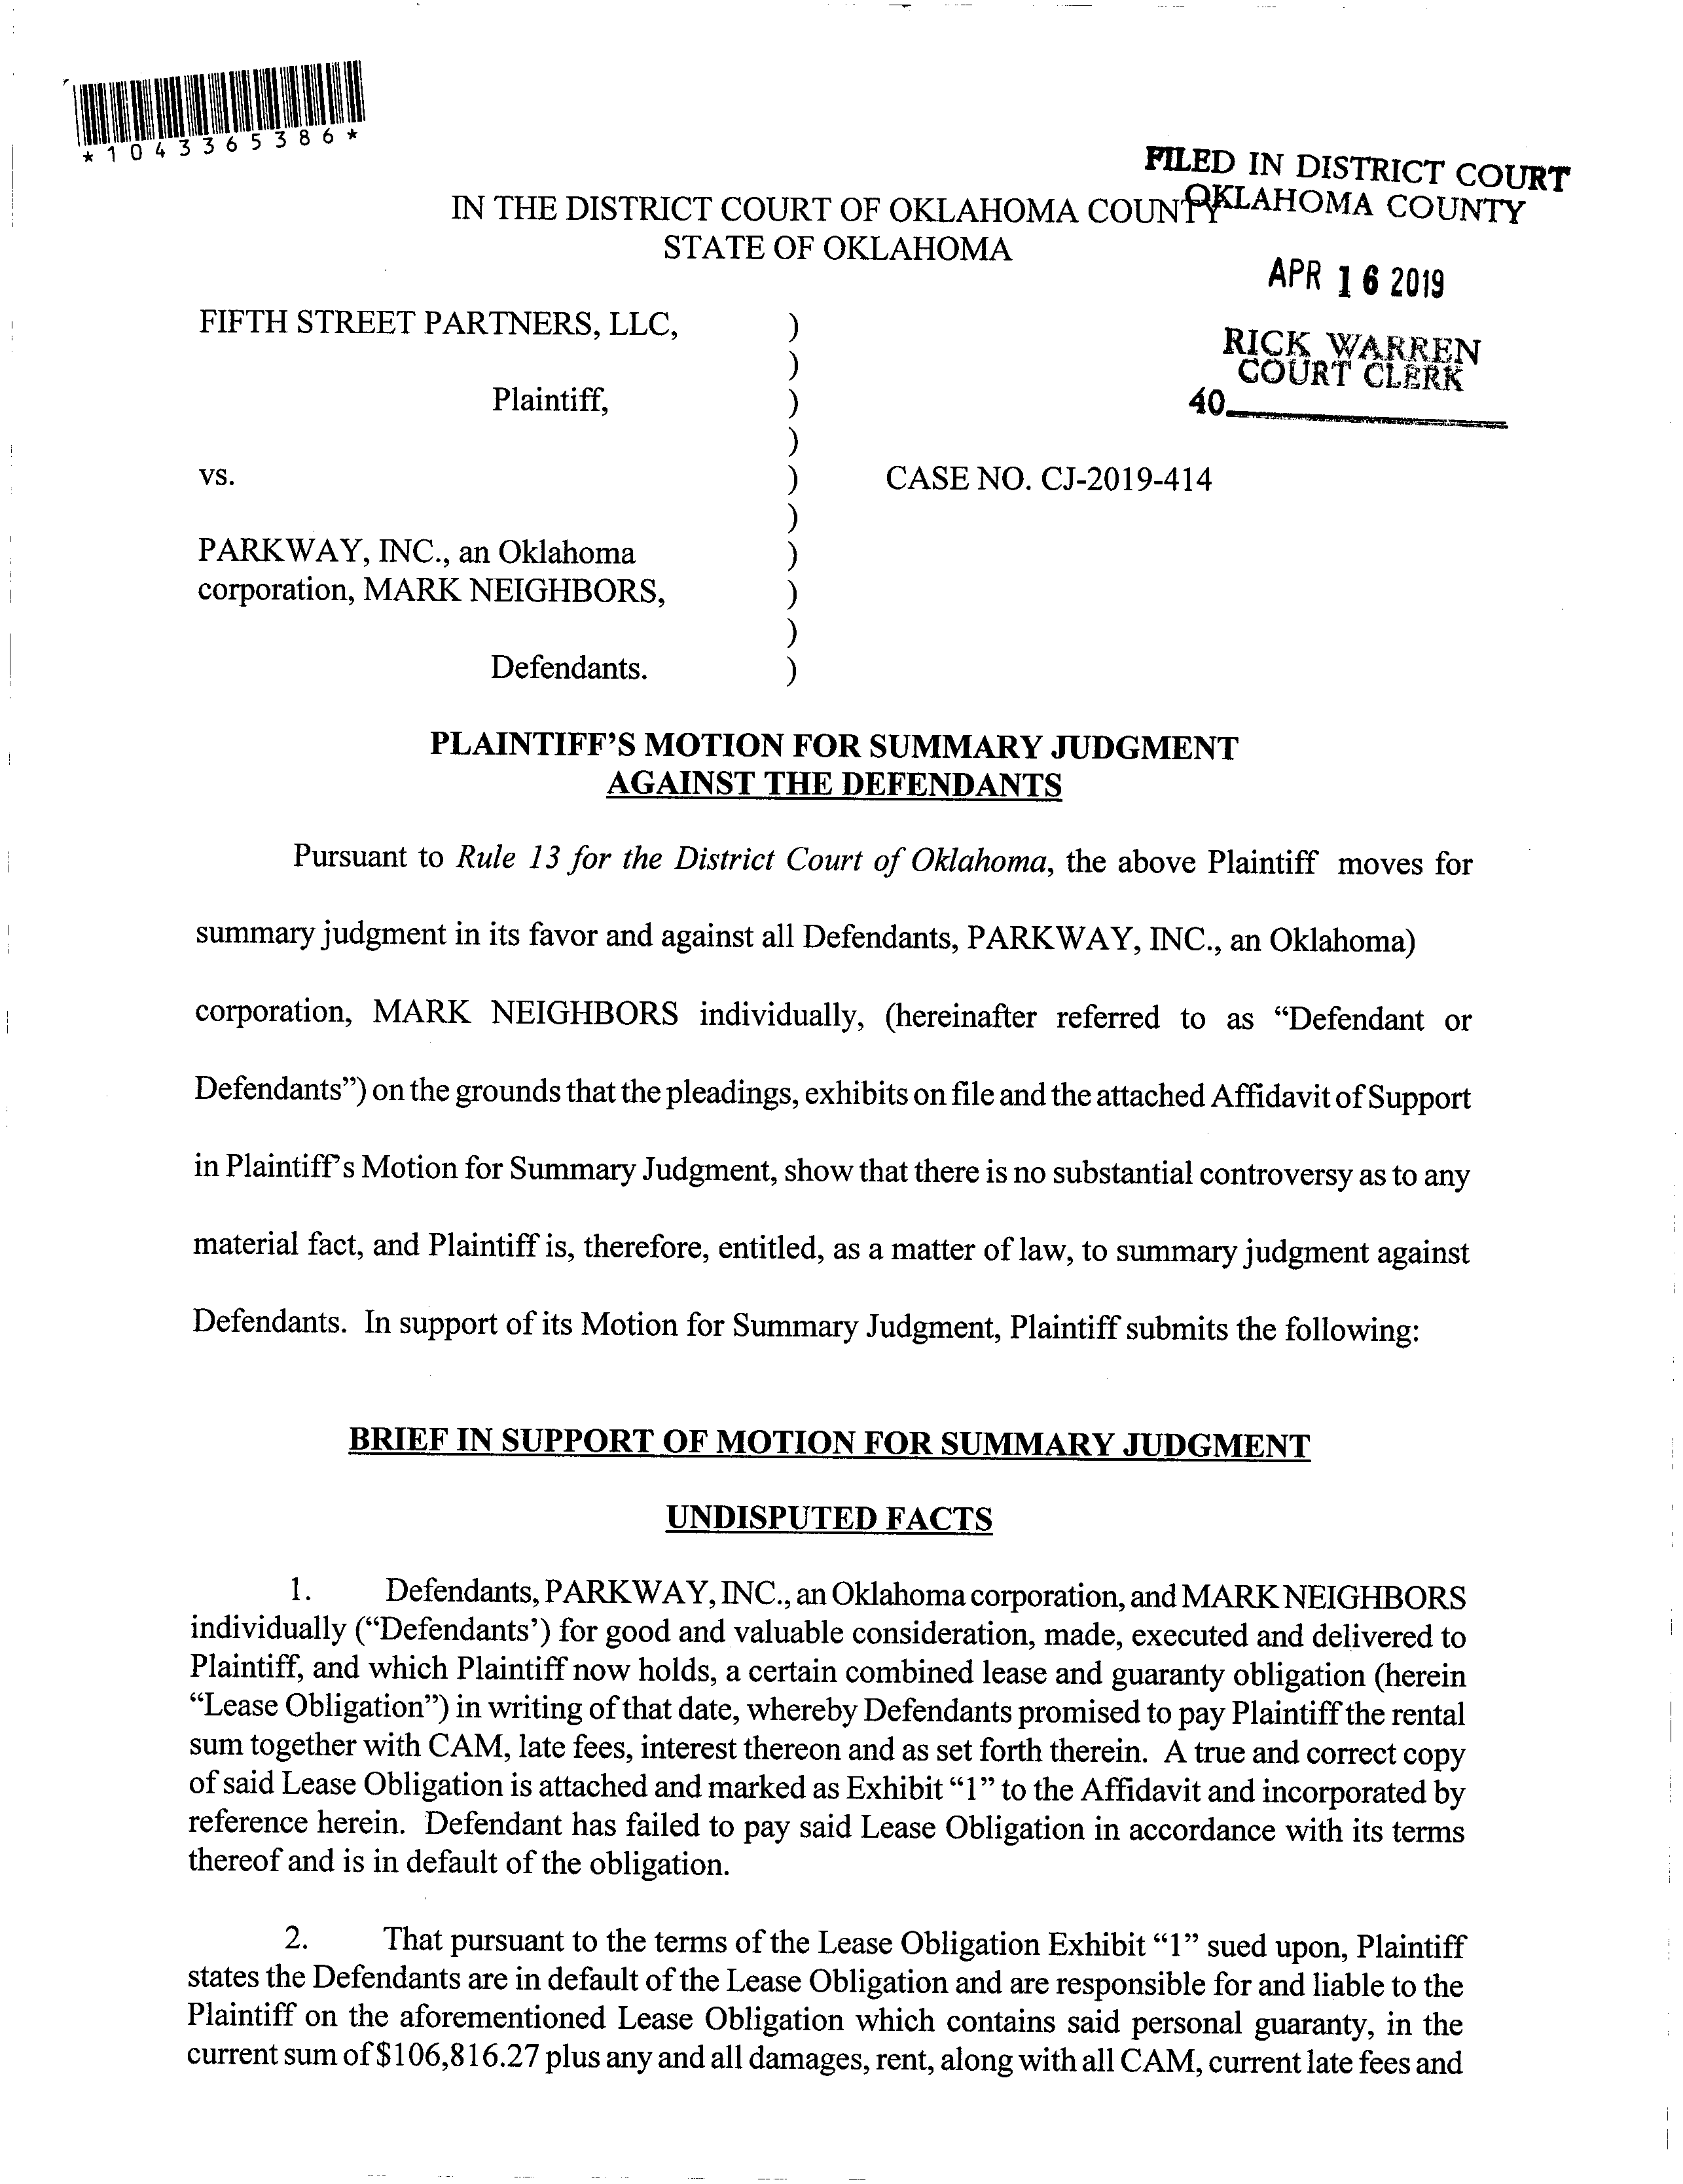 *1043365386*
FILED IN DISTRICT COURT
OKLAHOMA COUNTY
IN THE DISTRICT COURT OF OKLAHOMA COUNTY
STATE OF OKLAHOMA
APR 16 2019
FIFTH STREET PARTNERS, LLC, )
RICK WARREN
)
COURT CLERK
Plaintiff, )
40
)
vs. ) CASE NO. CJ-2019-414
)
PARKWAY, INC., an Oklahoma )
corporation, MARK NEIGHBORS, )
)
Defendants. )
PLAINTIFF'S MOTION FOR SUMMARY JUDGMENT
AGAINST THE DEFENDANTS
Pursuant to Rule 13 for the District Court of Oklahoma, the above Plaintiff moves for
summary judgment in its favor and against all Defendants, PARKWAY, INC., an Oklahoma)
corporation, MARK NEIGHBORS individually, (hereinafter referred to as “Defendant or
Defendants”) on the grounds that the pleadings, exhibits on file and the attached Affidavit of Support
in Plaintiff's Motion for Summary Judgment, show that there is no substantial controversy as to any
material fact, and Plaintiff is, therefore, entitled, as a matter of law, to summary judgment against
Defendants. In support of its Motion for Summary Judgment, Plaintiff submits the following:
BRIEF IN SUPPORT OF MOTION FOR SUMMARY JUDGMENT
UNDISPUTED FACTS
1. Defendants, PARKWAY, INC., an Oklahoma corporation, and MARK NEIGHBORS
individually (“Defendants’) for good and valuable consideration, made, executed and delivered to
Plaintiff, and which Plaintiff now holds, a certain combined lease and guaranty obligation (herein
“Lease Obligation”) in writing of that date, whereby Defendants promised to pay Plaintiff the rental
sum together with CAM, late fees, interest thereon and as set forth therein. A true and correct copy
of said Lease Obligation is attached and marked as Exhibit “1” to the Affidavit and incorporated by
reference herein. Defendant has failed to pay said Lease Obligation in accordance with its terms
thereof and is in default of the obligation.
2. That pursuant to the terms of the Lease Obligation Exhibit “1” sued upon, Plaintiff
states the Defendants are in default of the Lease Obligation and are responsible for and liable to the
Plaintiff on the aforementioned Lease Obligation which contains said personal guaranty, in the
current sum of $106,816.27 plus any and all damages, rent, along with all CAM, current late fees and